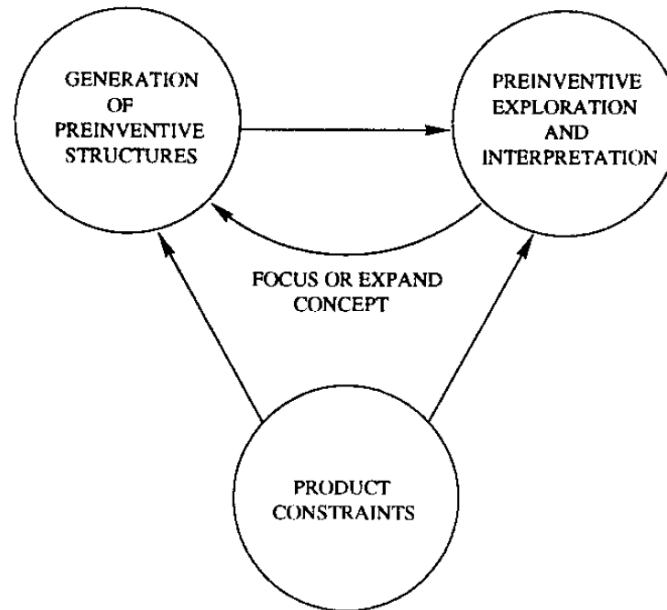 GENERATION
OF
PREINVENTIVE
STRUCTURES
PREINVENTIVE
EXPLORATION
AND
INTERPRETATION
FOCUS OR EXPAND
CONCEPT
PRODUCT
CONSTRAINTS